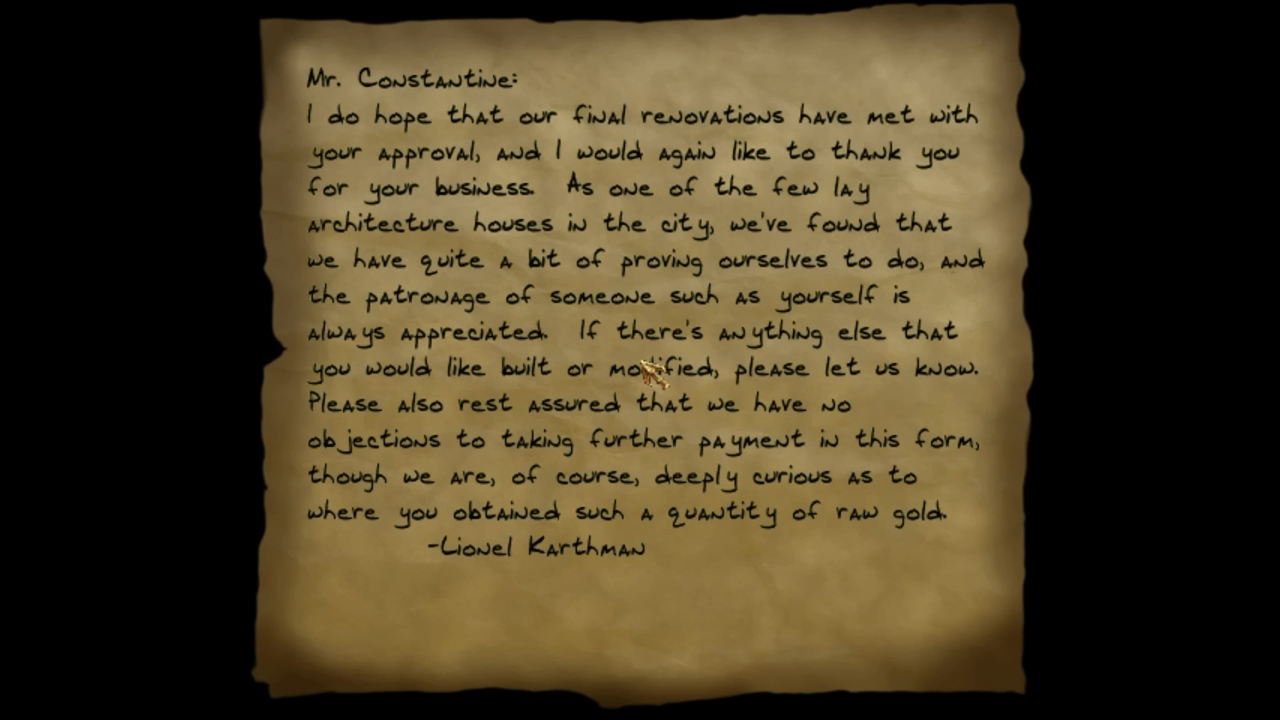 Mr. Constantine:
I do hope that our final renovations have met with
your approval, and I would again like to thank you
for your business.  As one of the few lay
architecture houses in the city, we've found that
we have quite a bit of proving ourselves to do, and
the patronage of someone such as yourself is
always appreciated.  If there's anything else that
you would like built or modified, please let us know.
Please also rest assured that we have no
objections to taking further payment in this form,
though we are, of course, deeply curious as to
where you obtained such a quantity of raw gold.
-Lionel Karthman